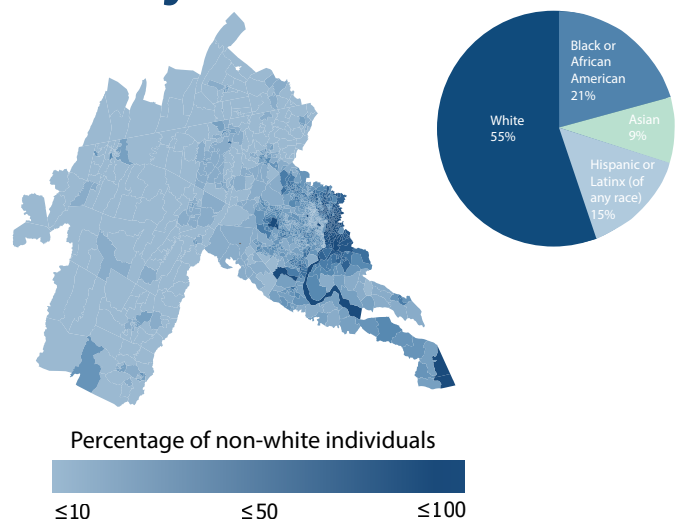 Black or
African
American
21%
White
55%
Asian
9%
Hispanic or
Latinx (of
any race)
15%
Percentage of non-white individuals
≤10 ≤50 ≤100